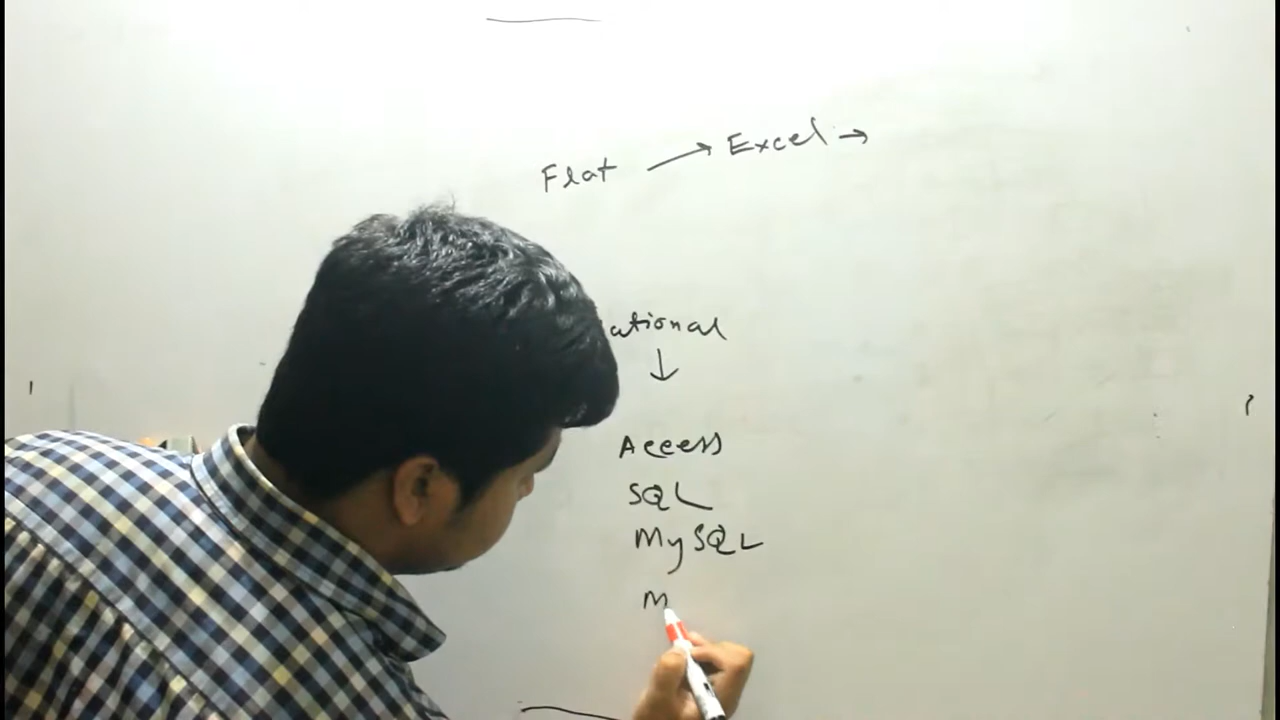 Flat → Excel →
ational
↓
Access
SQL
MySQL
M